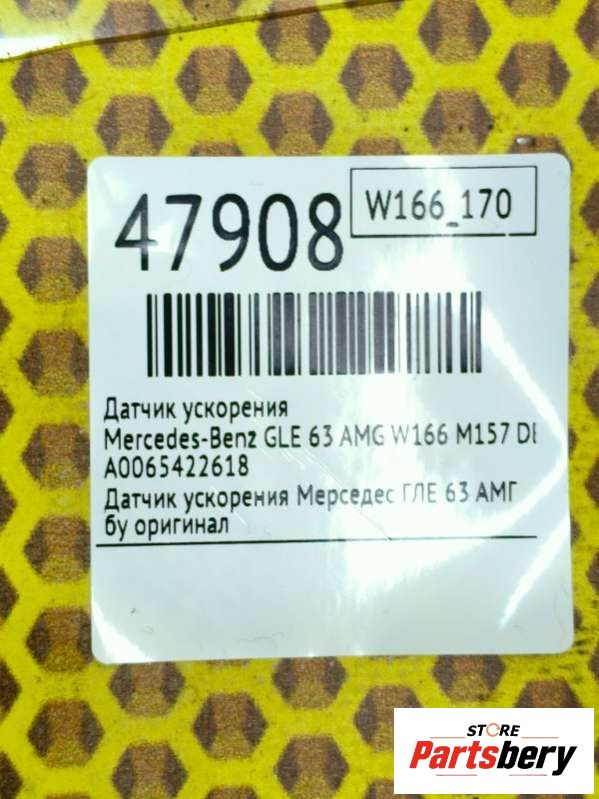 47908
W166_170
Датчик ускорения
Mercedes-Benz GLE 63 AMG W166 M157 DE
A0065422618
Датчик ускорения Мерседес ГЛЕ 63 АМГ
бу оригинал
STORE
Partsbery